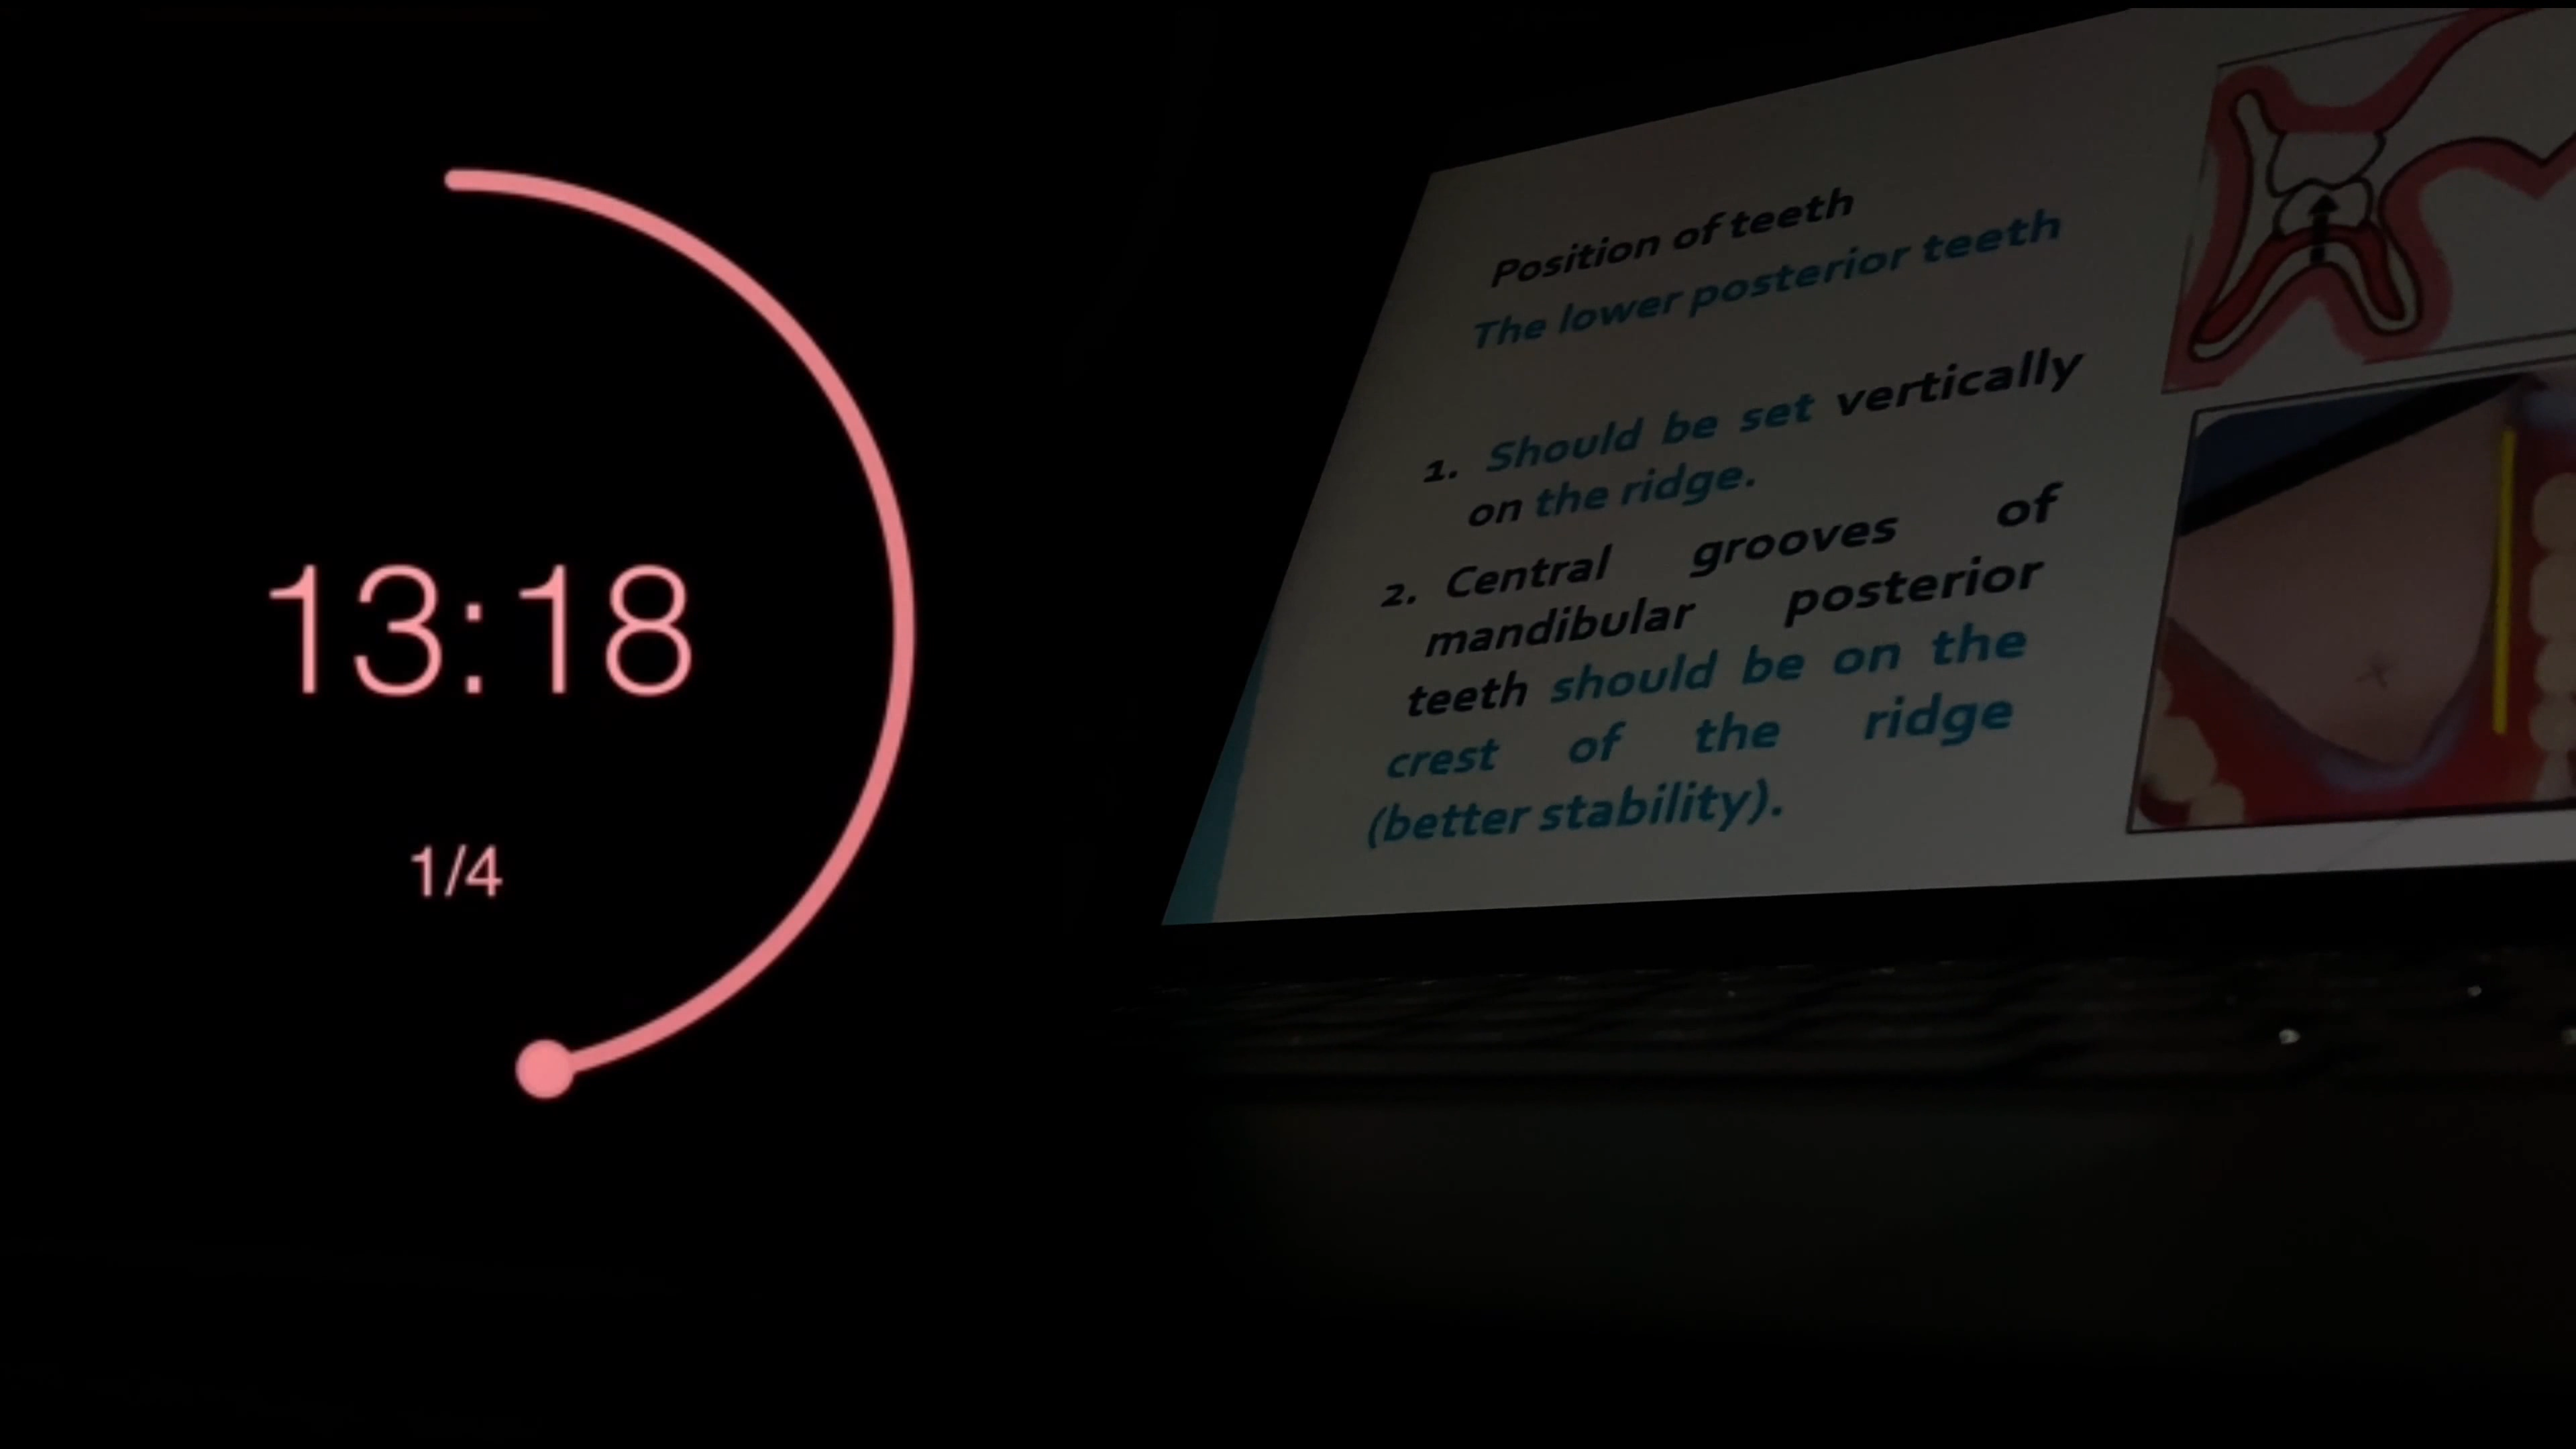 13:18
1/4
Position of teeth
The lower posterior teeth
1. Should be set vertically
on the ridge.
2. Central grooves of
mandibular posterior
teeth should be on the
crest of the ridge
(better stability).